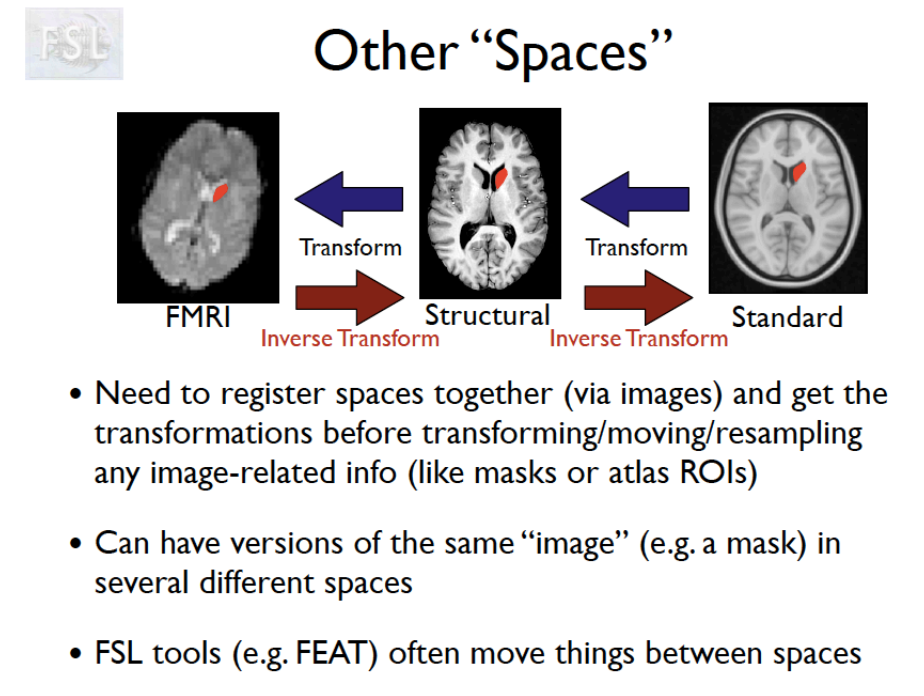 FSL
Other “Spaces”
Transform
Transform
FMRI
Structural
Standard
Inverse Transform
Inverse Transform
• Need to register spaces together (via images) and get the
transformations before transforming/moving/resampling
any image-related info (like masks or atlas ROIs)
• Can have versions of the same “image” (e.g. a mask) in
several different spaces
• FSL tools (e.g. FEAT) often move things between spaces